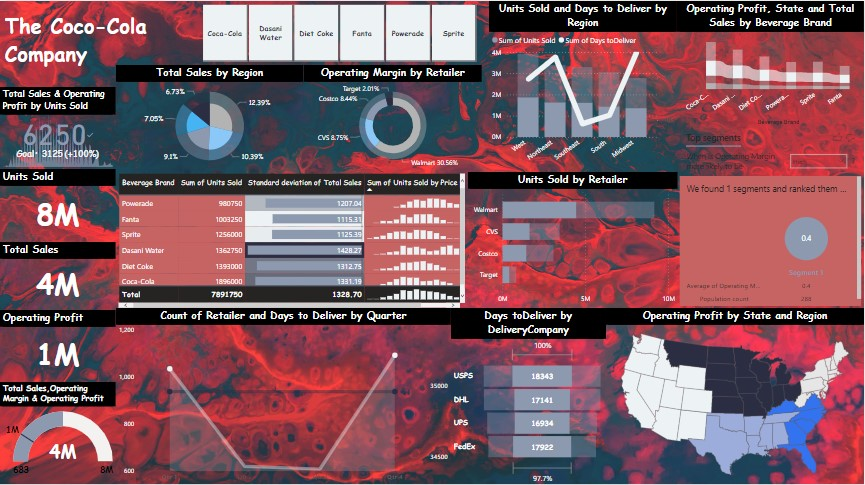 The Coco-Cola
Company
Coca-Cola
Dasani
Water
Diet Coke
Fanta
Powerade
Sprite
Units Sold and Days to Deliver by
Region
Sum of Units Sold
Sum of Days toDeliver
4M
3M
2M
1M
0M
West
Northeast
Southeast
South
Midwest
Operating Profit, State and Total
Sales by Beverage Brand
Coca-C...
Dasani ...
Diet Co...
Powera...
Sprite
Fanta
Beverage Brand
Total Sales by Region
6.73%
12.39%
7.05%
9.1%
10.39%
Operating Margin by Retailer
Target 2.01%
Costco 8.44%
CVS 8.75%
Walmart 30.56%
Total Sales & Operating
Profit by Units Sold
6250
Goal: 3125 (+100%)
Top segments
Units Sold
8M
Total Sales
4M
Operating Profit
1M
Total Sales,Operating
Margin & Operating Profit
1M
4M
683
8M
Beverage Brand
Sum of Units Sold
Standard deviation of Total Sales
Sum of Units Sold by Price
Powerade
980750
1207.04
Fanta
1003250
1115.31
Sprite
1256000
1125.39
Dasani Water
1362750
1428.27
Diet Coke
1393000
1312.75
Coca-Cola
1896000
1331.19
Total
7891750
1328.70
Units Sold by Retailer
Walmart
CVS
Costco
Target
0M
5M
10M
We found 1 segments and ranked them ...
0.4
Segment 1
Average of Operating M...
0.4
Population count
288
Count of Retailer and Days to Deliver by Quarter
1,200
1,000
800
600
35000
34500
Days toDeliver by
DeliveryCompany
100%
USPS
18343
DHL
17141
UPS
16934
FedEx
17922
97.7%
Operating Profit by State and Region